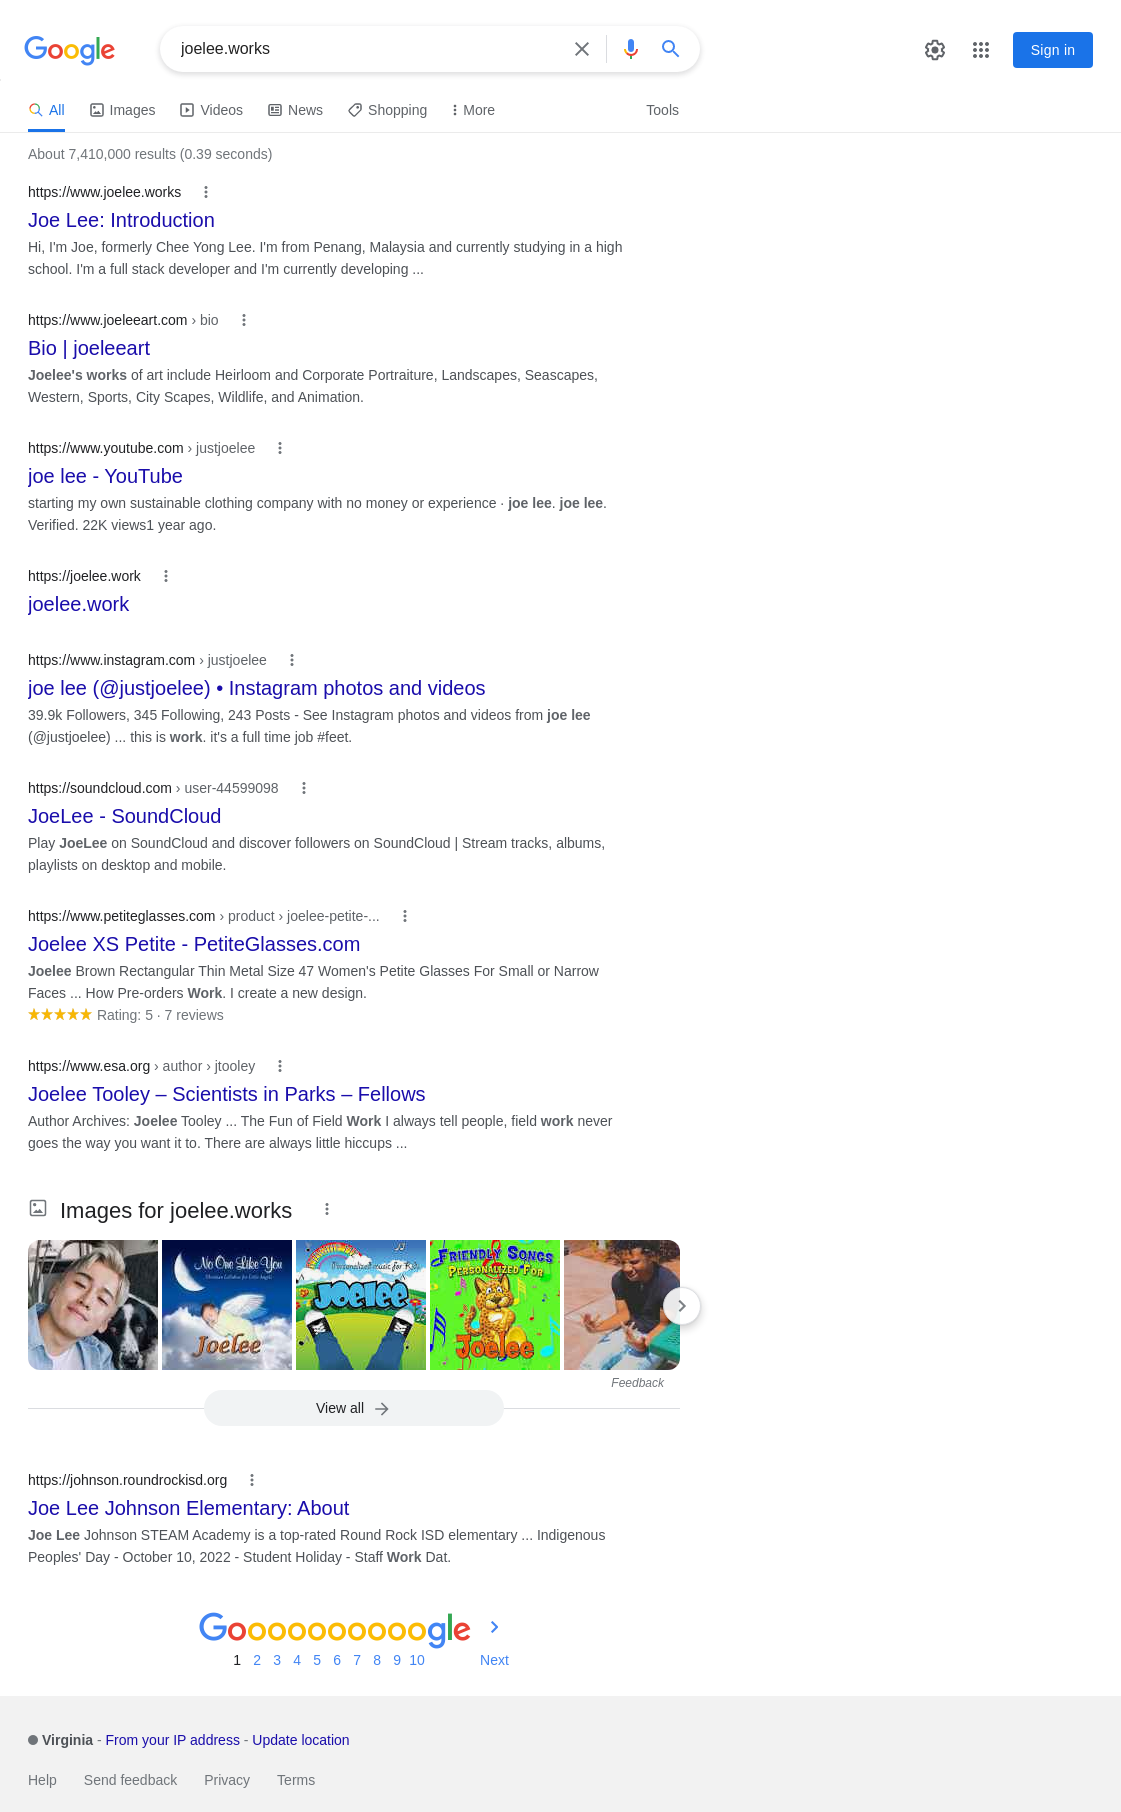 Google
joelee.works
Sign in
All
Images
Videos
News
Shopping
More
Tools
About 7,410,000 results (0.39 seconds)
https://www.joelee.works
Joe Lee: Introduction
Hi, I'm Joe, formerly Chee Yong Lee. I'm from Penang, Malaysia and currently studying in a high
school. I'm a full stack developer and I'm currently developing ...
https://www.joeleeart.com › bio
Bio | joeleeart
Joelee's works of art include Heirloom and Corporate Portraiture, Landscapes, Seascapes,
Western, Sports, City Scapes, Wildlife, and Animation.
https://www.youtube.com › justjoelee
joe lee - YouTube
starting my own sustainable clothing company with no money or experience · joe lee. joe lee.
Verified. 22K views1 year ago.
https://joelee.work
joelee.work
https://www.instagram.com › justjoelee
joe lee (@justjoelee) • Instagram photos and videos
39.9k Followers, 345 Following, 243 Posts - See Instagram photos and videos from joe lee
(@justjoelee) ... this is work. it's a full time job #feet.
https://soundcloud.com › user-44599098
JoeLee - SoundCloud
Play JoeLee on SoundCloud and discover followers on SoundCloud | Stream tracks, albums,
playlists on desktop and mobile.
https://www.petiteglasses.com › product › joelee-petite-...
Joelee XS Petite - PetiteGlasses.com
Joelee Brown Rectangular Thin Metal Size 47 Women's Petite Glasses For Small or Narrow
Faces ... How Pre-orders Work. I create a new design.
Rating: 5 · 7 reviews
https://www.esa.org › author › jtooley
Joelee Tooley – Scientists in Parks – Fellows
Author Archives: Joelee Tooley ... The Fun of Field Work I always tell people, field work never
goes the way you want it to. There are always little hiccups ...
Images for joelee.works
No One Like You
Christian Lullabies for Little Angels
Joelee
Personalized music for Kids
Joelee
FRIENDLY SONGS
PERSONALIZED FOR
Joelee
Feedback
View all
https://johnson.roundrockisd.org
Joe Lee Johnson Elementary: About
Joe Lee Johnson STEAM Academy is a top-rated Round Rock ISD elementary ... Indigenous
Peoples' Day - October 10, 2022 - Student Holiday - Staff Work Dat.
Goooooooooogle
1 2 3 4 5 6 7 8 9 10 Next
Virginia - From your IP address - Update location
Help Send feedback Privacy Terms